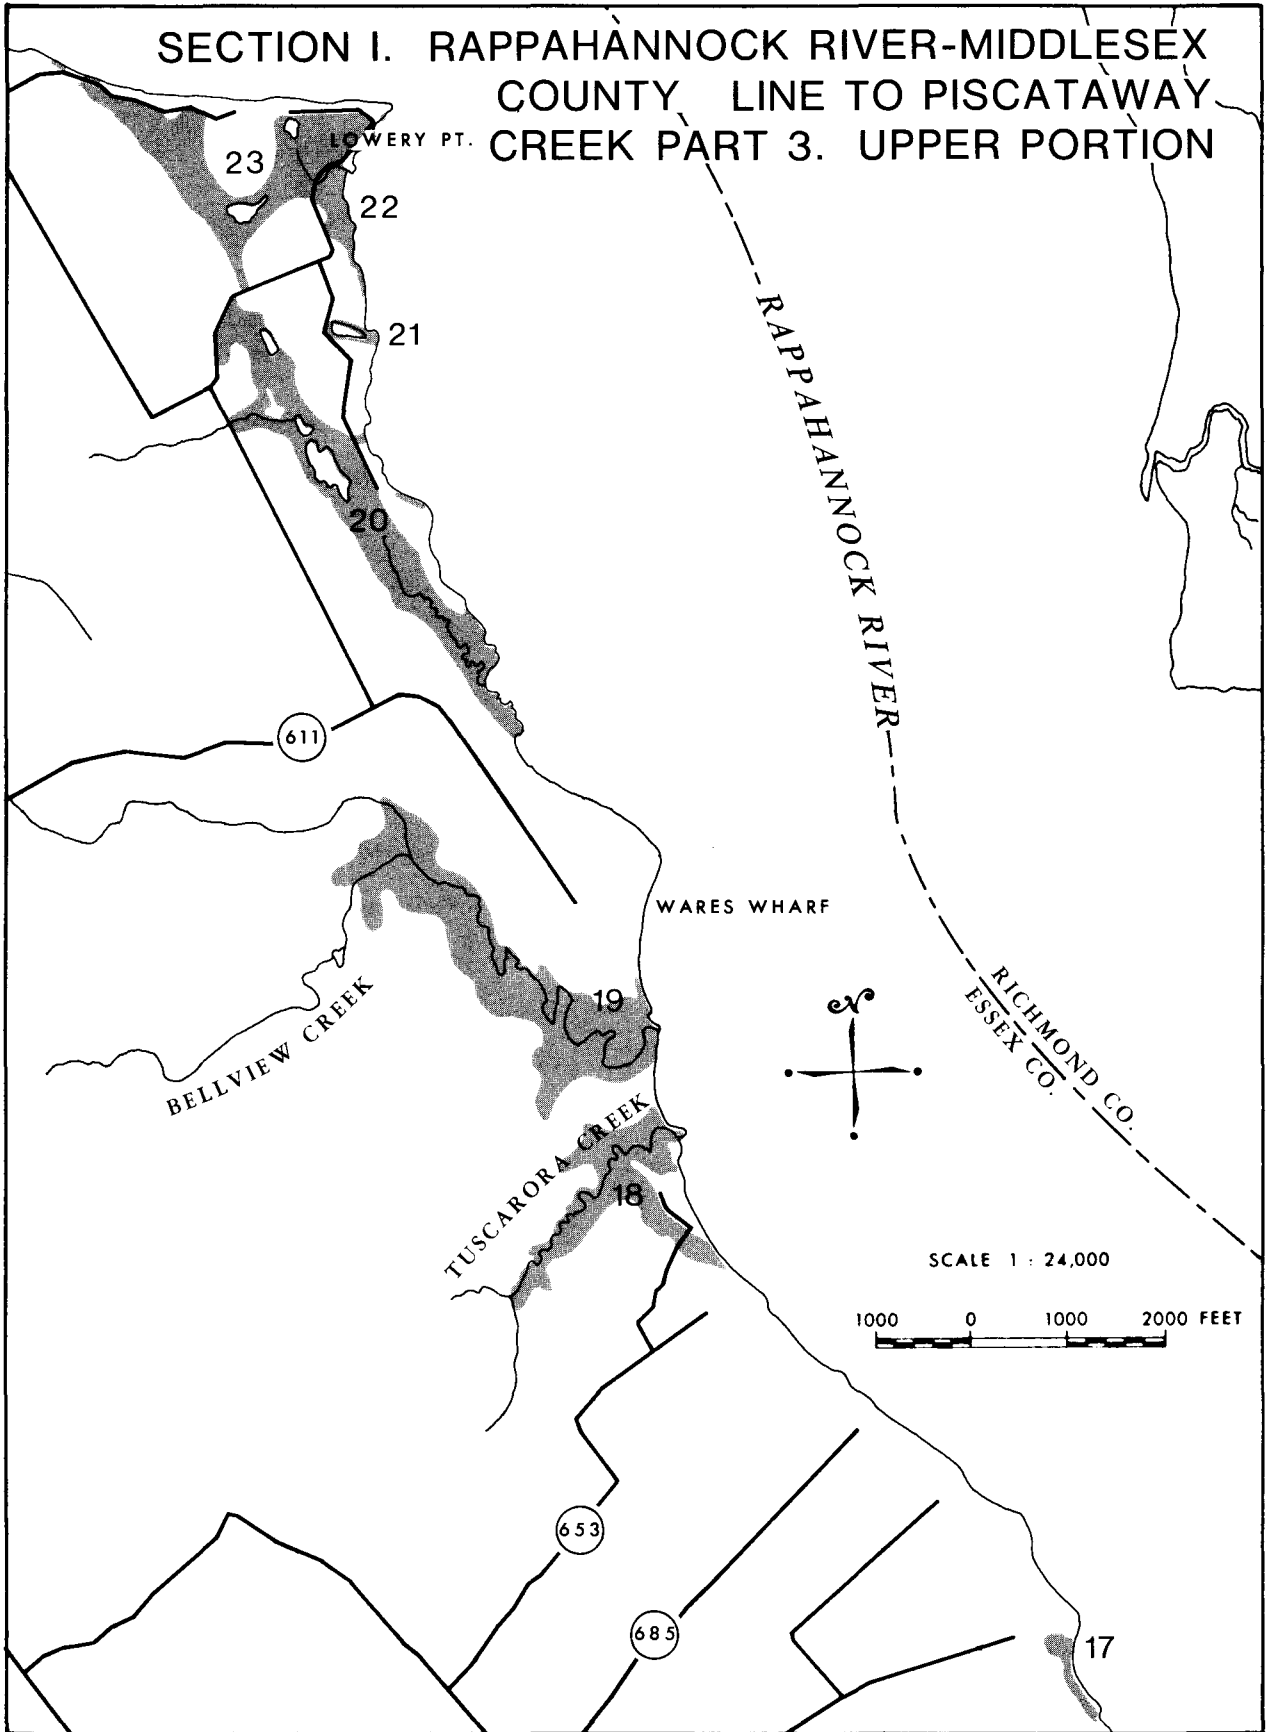 SECTION I. RAPPAHANNOCK RIVER-MIDDLESEX
COUNTY LINE TO PISCATAWAY
CREEK PART 3. UPPER PORTION
LOWERY PT.
23
22
21
20
RAPPAHANNOCK RIVER
611
WARES WHARF
19
BELLVIEW CREEK
N
RICHMOND CO.
ESSEX CO.
TUSCARORA CREEK
18
SCALE 1 : 24,000
1000 0 1000 2000 FEET
653
685
17